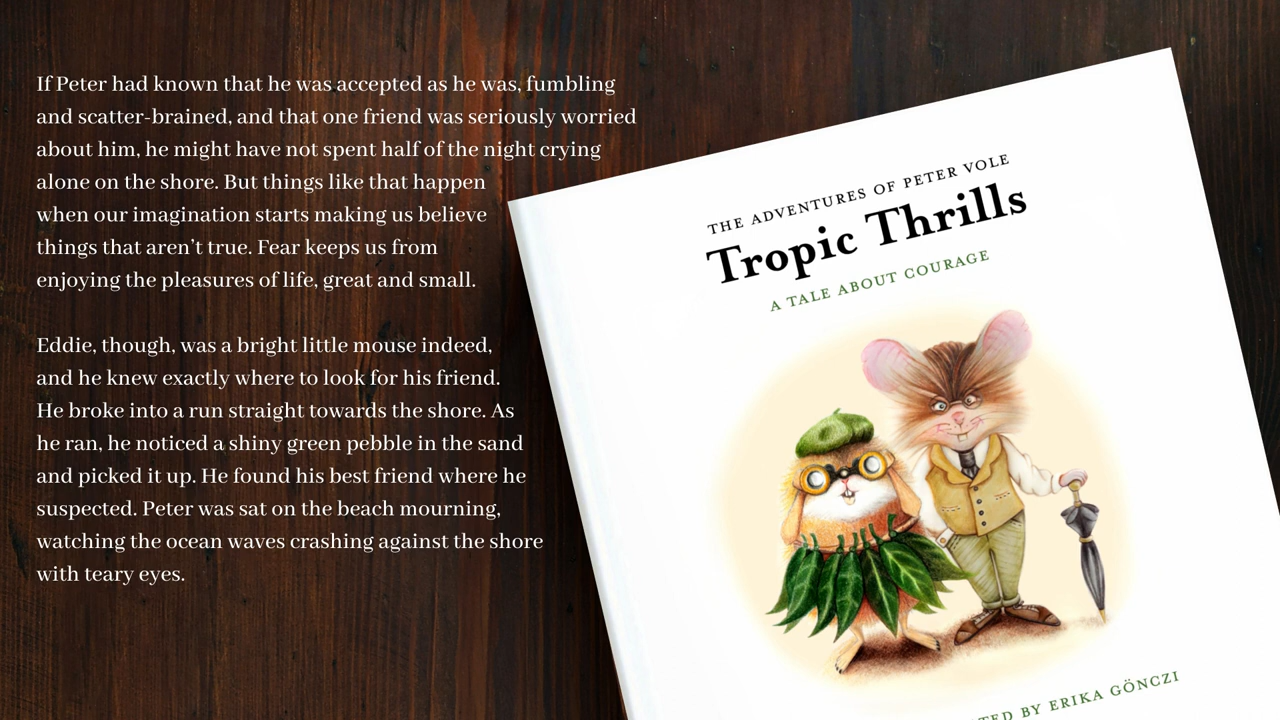 If Peter had known that he was accepted as he was, fumbling
and scatter-brained, and that one friend was seriously worried
about him, he might have not spent half of the night crying
alone on the shore. But things like that happen
when our imagination starts making us believe
things that aren't true. Fear keeps us from
enjoying the pleasures of life, great and small.
Eddie, though, was a bright little mouse indeed,
and he knew exactly where to look for his friend.
He broke into a run straight towards the shore. As
he ran, he noticed a shiny green pebble in the sand
and picked it up. He found his best friend where he
suspected. Peter was sat on the beach mourning,
watching the ocean waves crashing against the shore
with teary eyes.
THE ADVENTURES OF PETER VOLE
Tropic Thrills
A TALE ABOUT COURAGE
BY ERIKA GÖNCZI